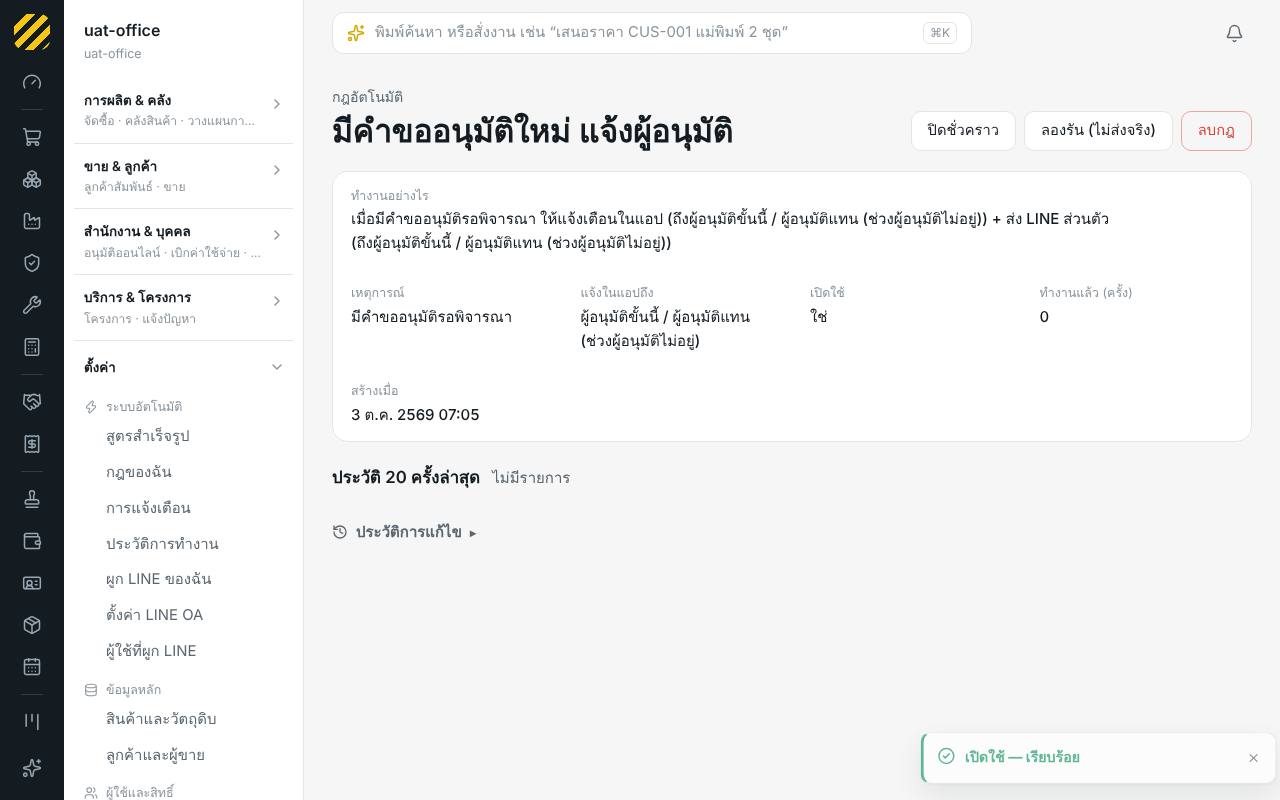 uat-office
uat-office
การผลิต & คลัง
จัดซื้อ · คลังสินค้า · วางแผนกา...
ขาย & ลูกค้า
ลูกค้าสัมพันธ์ · ขาย
สำนักงาน & บุคคล
อนุมัติออนไลน์ · เบิกค่าใช้จ่าย · ...
บริการ & โครงการ
โครงการ · แจ้งปัญหา
ตั้งค่า
ระบบอัตโนมัติ
สูตรสำเร็จรูป
กฎของฉัน
การแจ้งเตือน
ประวัติการทำงาน
ผูก LINE ของฉัน
ตั้งค่า LINE OA
ผู้ใช้ที่ผูก LINE
ข้อมูลหลัก
สินค้าและวัตถุดิบ
ลูกค้าและผู้ขาย
ผู้ใช้และสิทธิ์
พิมพ์ค้นหา หรือสั่งงาน เช่น “เสนอราคา CUS-001 แม่พิมพ์ 2 ชุด”
⌘K
กฎอัตโนมัติ
มีคำขออนุมัติใหม่ แจ้งผู้อนุมัติ
ปิดชั่วคราว
ลองรัน (ไม่ส่งจริง)
ลบกฎ
ทำงานอย่างไร
เมื่อมีคำขออนุมัติรอพิจารณา ให้แจ้งเตือนในแอป (ถึงผู้อนุมัติขั้นนี้ / ผู้อนุมัติแทน (ช่วงผู้อนุมัติไม่อยู่)) + ส่ง LINE ส่วนตัว
(ถึงผู้อนุมัติขั้นนี้ / ผู้อนุมัติแทน (ช่วงผู้อนุมัติไม่อยู่))
เหตุการณ์
มีคำขออนุมัติรอพิจารณา
แจ้งในแอปถึง
ผู้อนุมัติขั้นนี้ / ผู้อนุมัติแทน
(ช่วงผู้อนุมัติไม่อยู่)
เปิดใช้
ใช่
ทำงานแล้ว (ครั้ง)
0
สร้างเมื่อ
3 ต.ค. 2569 07:05
ประวัติ 20 ครั้งล่าสุด ไม่มีรายการ
ประวัติการแก้ไข ▸
เปิดใช้ — เรียบร้อย